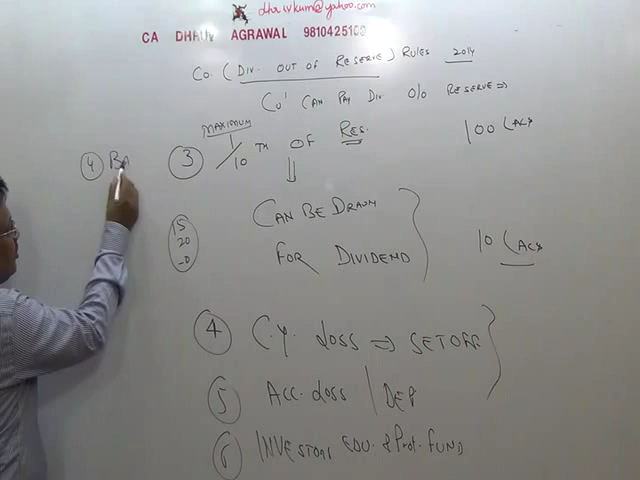 dhruvkum@yahoo.com
CA DHRUV AGRAWAL 9810425109
Co. (DIV. OUT OF RESERVE) RULES 2014
Co' CAN PAY DIV. O/O RESERVE ⇒
MAXIMUM
③ 1/10 TH OF RES. 100 LACS
④ BA
CAN BE DRAWN
15
20
FOR DIVIDEND 10 LACS
④ C.Y. LOSS ⇒ SETOFF
⑤ ACC. LOSS / DEP
⑥ INVESTORS EDU. & Prot. FUND